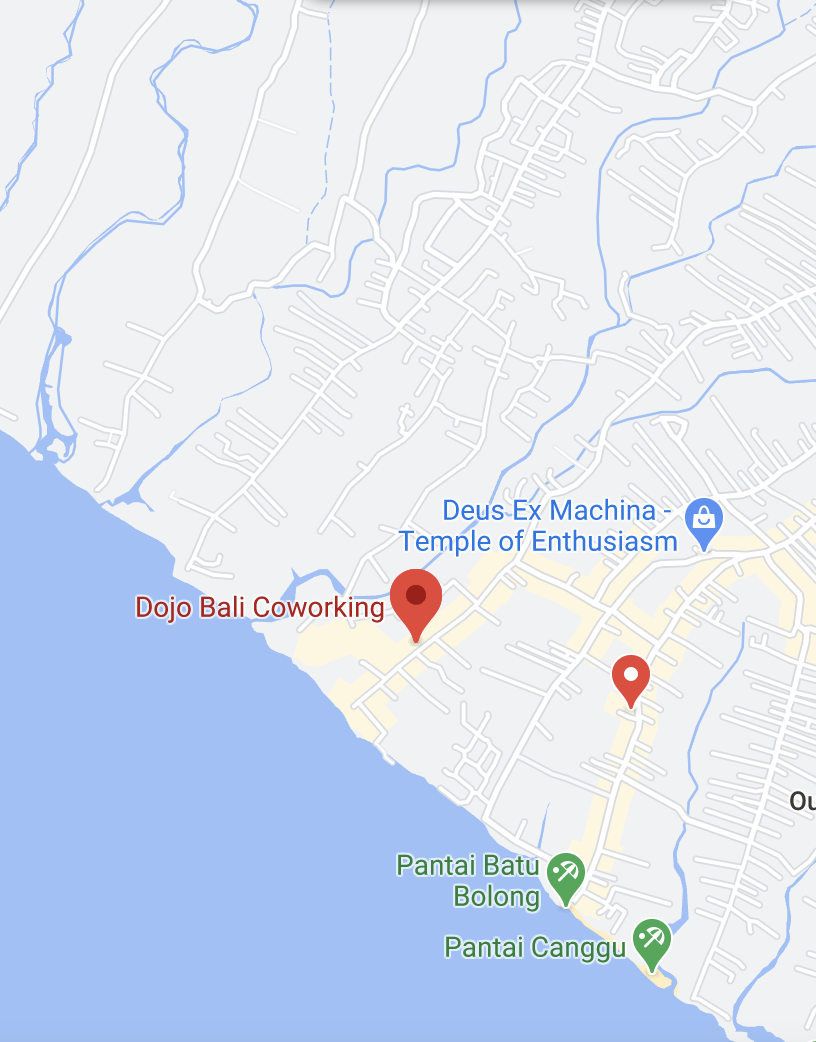 Deus Ex Machina -
Temple of Enthusiasm
Dojo Bali Coworking
Ou
Pantai Batu
Bolong
Pantai Canggu